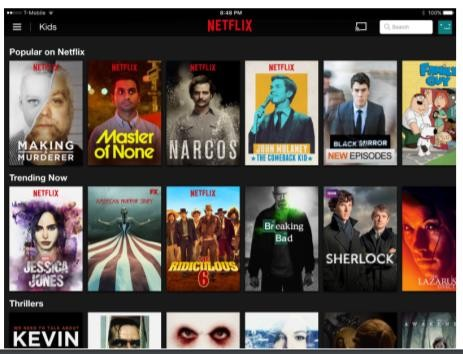 T-Mobile
8:48 PM
100%
Kids
NETFLIX
Search
Popular on Netflix
NETFLIX
MAKING
A
MURDERER
NETFLIX
Master
of None
NETFLIX
NARCOS
NETFLIX
JOHN MULANEY
★ THE COMEBACK KID ★
BLACK MIRROR
NEW EPISODES
FAMILY
GUY
Trending Now
NETFLIX
JESSICA
JONES
AMERICAN HORROR STORY
FX
NETFLIX
THE
RIDICULOUS
6
Breaking
Bad
BBC
SHERLOCK
LAZARUS
Thrillers
WE NEED TO TALK ABOUT
KEVIN
AWAKENE